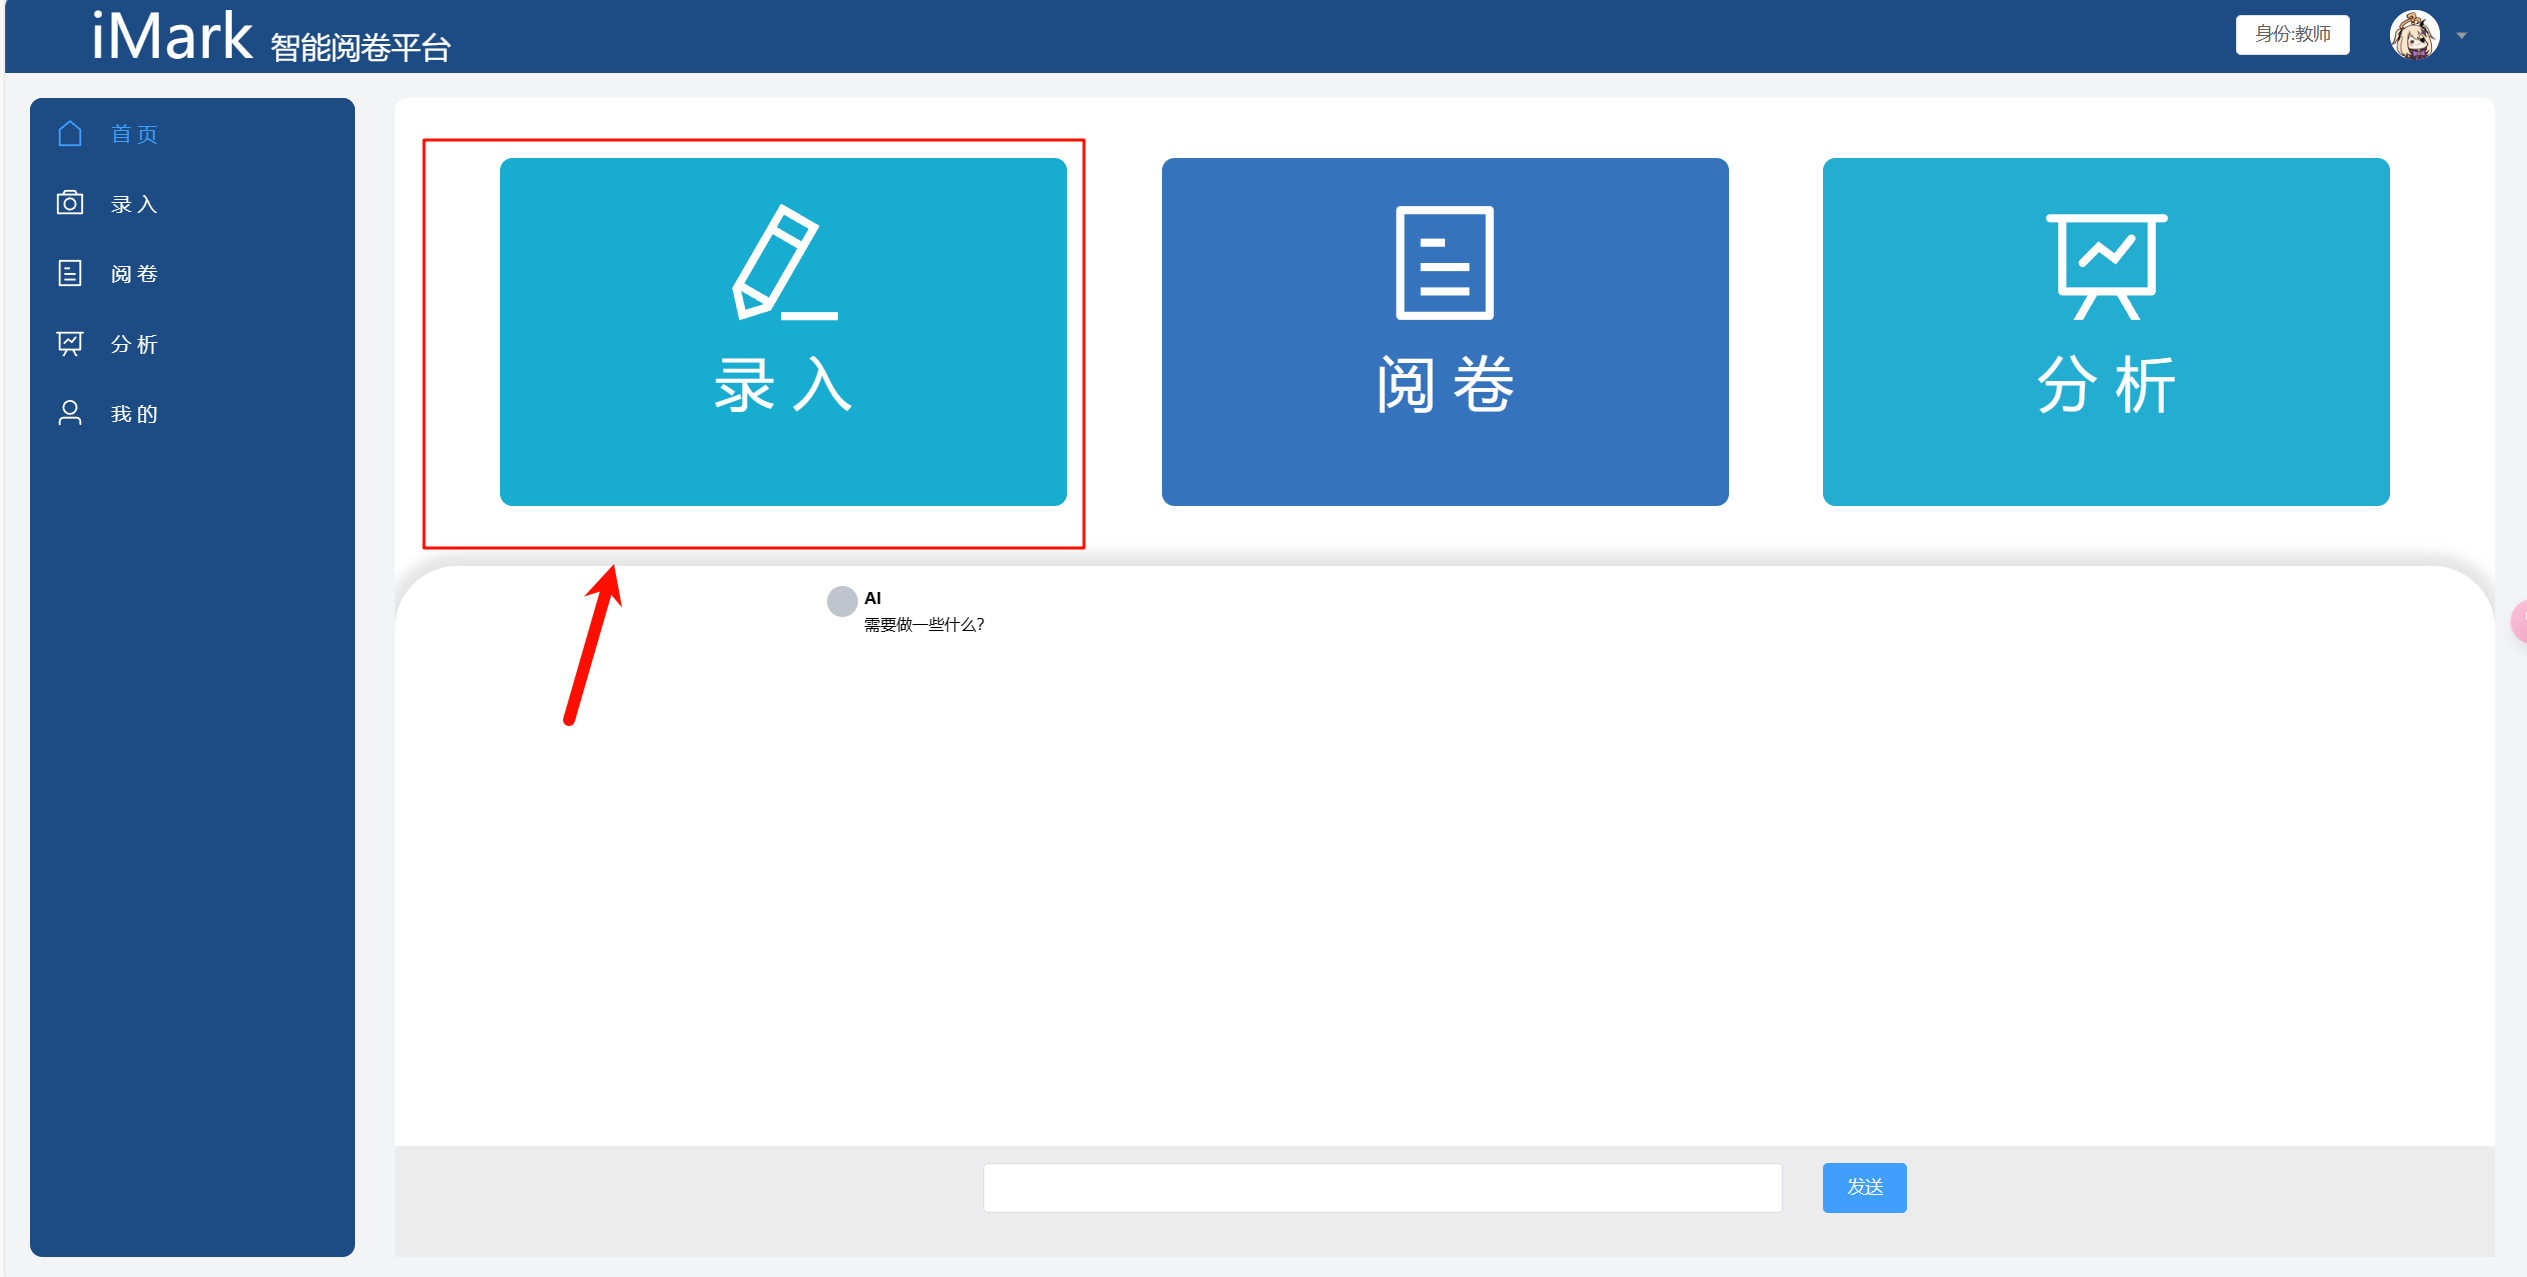 iMark 智能阅卷平台
身份:教师
首页
录入
阅卷
分析
我的
录入
阅卷
分析
AI
需要做一些什么?
发送